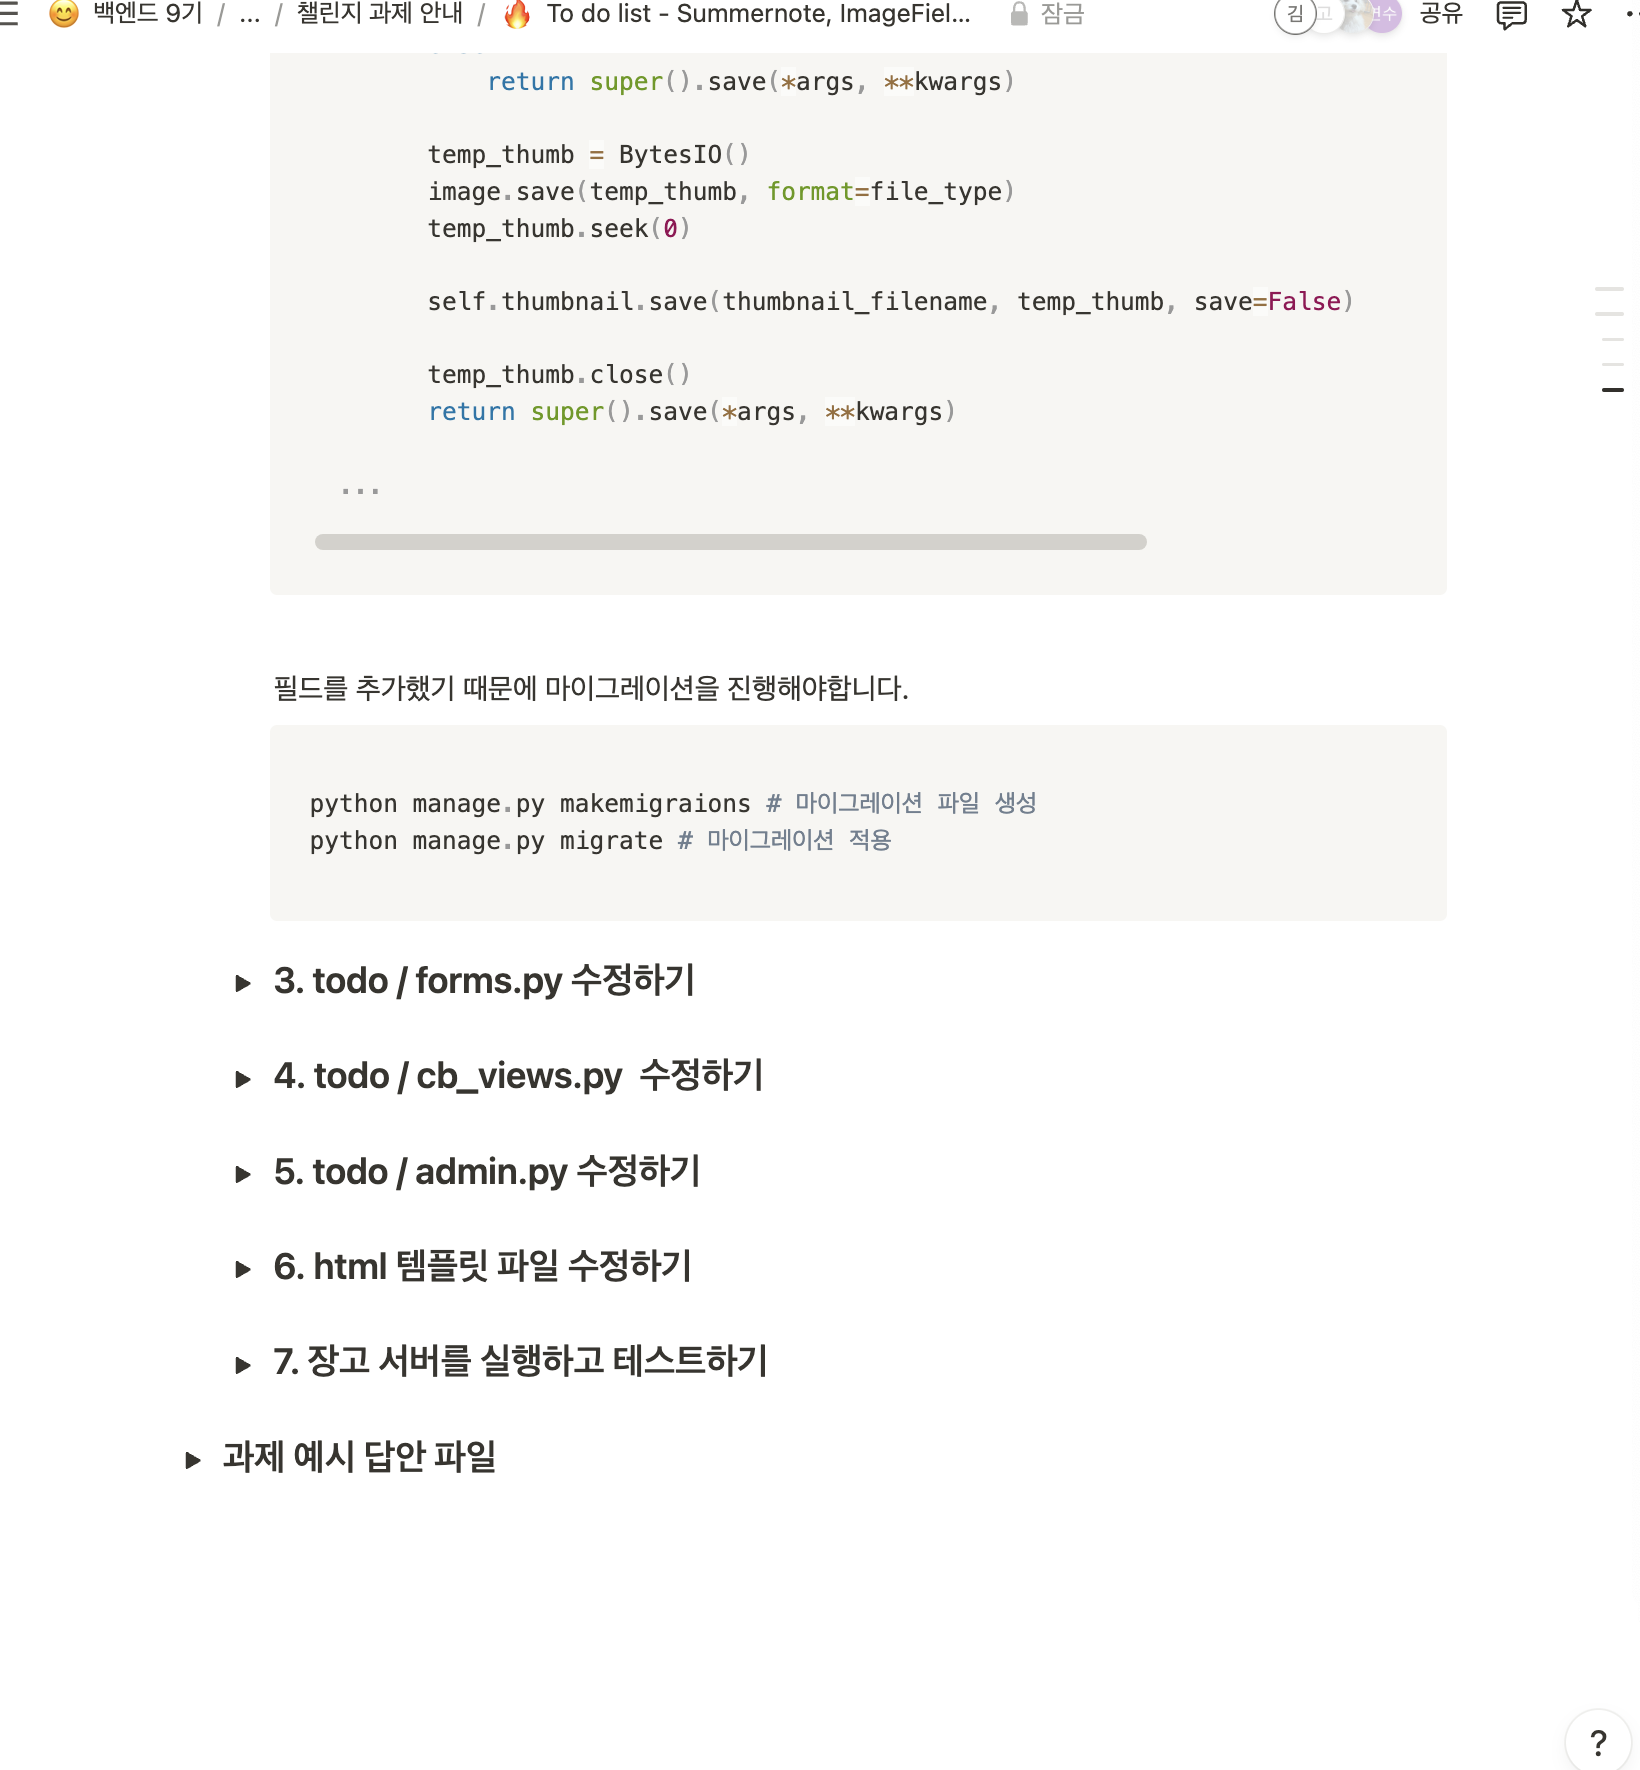 백엔드 9기 / ... / 챌린지 과제 안내 / To do list - Summernote, ImageFiel... 잠금 김 고 연수 공유
return super().save(*args, **kwargs)
temp_thumb = BytesIO()
image.save(temp_thumb, format=file_type)
temp_thumb.seek(0)
self.thumbnail.save(thumbnail_filename, temp_thumb, save=False)
temp_thumb.close()
return super().save(*args, **kwargs)
...
필드를 추가했기 때문에 마이그레이션을 진행해야합니다.
python manage.py makemigraions # 마이그레이션 파일 생성
python manage.py migrate # 마이그레이션 적용
3. todo / forms.py 수정하기
4. todo / cb_views.py 수정하기
5. todo / admin.py 수정하기
6. html 템플릿 파일 수정하기
7. 장고 서버를 실행하고 테스트하기
과제 예시 답안 파일
?